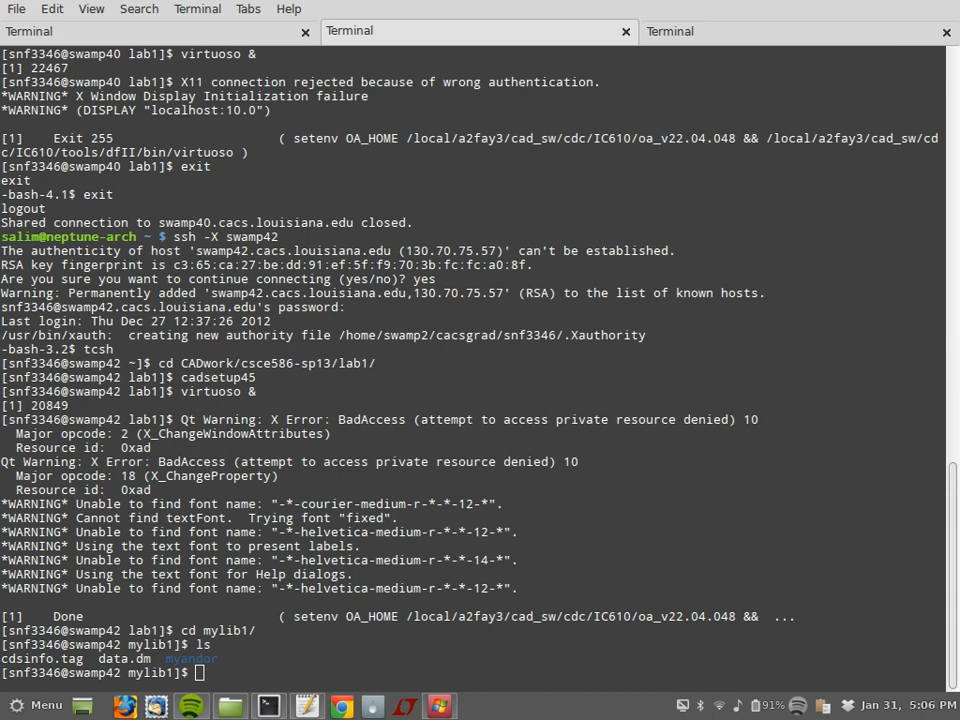 File Edit View Search Terminal Tabs Help
Terminal Terminal Terminal
[snf3346@swamp40 lab1]$ virtuoso &
[1] 22467
[snf3346@swamp40 lab1]$ X11 connection rejected because of wrong authentication.
*WARNING* X Window Display Initialization failure
*WARNING* (DISPLAY "localhost:10.0")
[1]    Exit 255                      ( setenv OA_HOME /local/a2fay3/cad_sw/cdc/IC610/oa_v22.04.048 && /local/a2fay3/cad_sw/cd
c/IC610/tools/dfII/bin/virtuoso )
[snf3346@swamp40 lab1]$ exit
exit
-bash-4.1$ exit
logout
Shared connection to swamp40.cacs.louisiana.edu closed.
salim@neptune-arch ~ $ ssh -X swamp42
The authenticity of host 'swamp42.cacs.louisiana.edu (130.70.75.57)' can't be established.
RSA key fingerprint is c3:65:ca:27:be:dd:91:ef:5f:f9:70:3b:fc:fc:a0:8f.
Are you sure you want to continue connecting (yes/no)? yes
Warning: Permanently added 'swamp42.cacs.louisiana.edu,130.70.75.57' (RSA) to the list of known hosts.
snf3346@swamp42.cacs.louisiana.edu's password:
Last login: Thu Dec 27 12:37:26 2012
/usr/bin/xauth:  creating new authority file /home/swamp2/cacsgrad/snf3346/.Xauthority
-bash-3.2$ tcsh
[snf3346@swamp42 ~]$ cd CADwork/csce586-sp13/lab1/
[snf3346@swamp42 lab1]$ cadsetup45
[snf3346@swamp42 lab1]$ virtuoso &
[1] 20849
[snf3346@swamp42 lab1]$ Qt Warning: X Error: BadAccess (attempt to access private resource denied) 10
  Major opcode: 2 (X_ChangeWindowAttributes)
  Resource id:  0xad
Qt Warning: X Error: BadAccess (attempt to access private resource denied) 10
  Major opcode: 18 (X_ChangeProperty)
  Resource id:  0xad
*WARNING* Unable to find font name: "-*-courier-medium-r-*-*-12-*".
*WARNING* Cannot find textFont.  Trying font "fixed".
*WARNING* Unable to find font name: "-*-helvetica-medium-r-*-*-12-*".
*WARNING* Using the text font to present labels.
*WARNING* Unable to find font name: "-*-helvetica-medium-r-*-*-14-*".
*WARNING* Using the text font for Help dialogs.
*WARNING* Unable to find font name: "-*-helvetica-medium-r-*-*-12-*".
[1]    Done                          ( setenv OA_HOME /local/a2fay3/cad_sw/cdc/IC610/oa_v22.04.048 &&  ...
[snf3346@swamp42 lab1]$ cd mylib1/
[snf3346@swamp42 mylib1]$ ls
cdsinfo.tag  data.dm  myandor
[snf3346@swamp42 mylib1]$
Menu 91% Jan 31, 5:06 PM